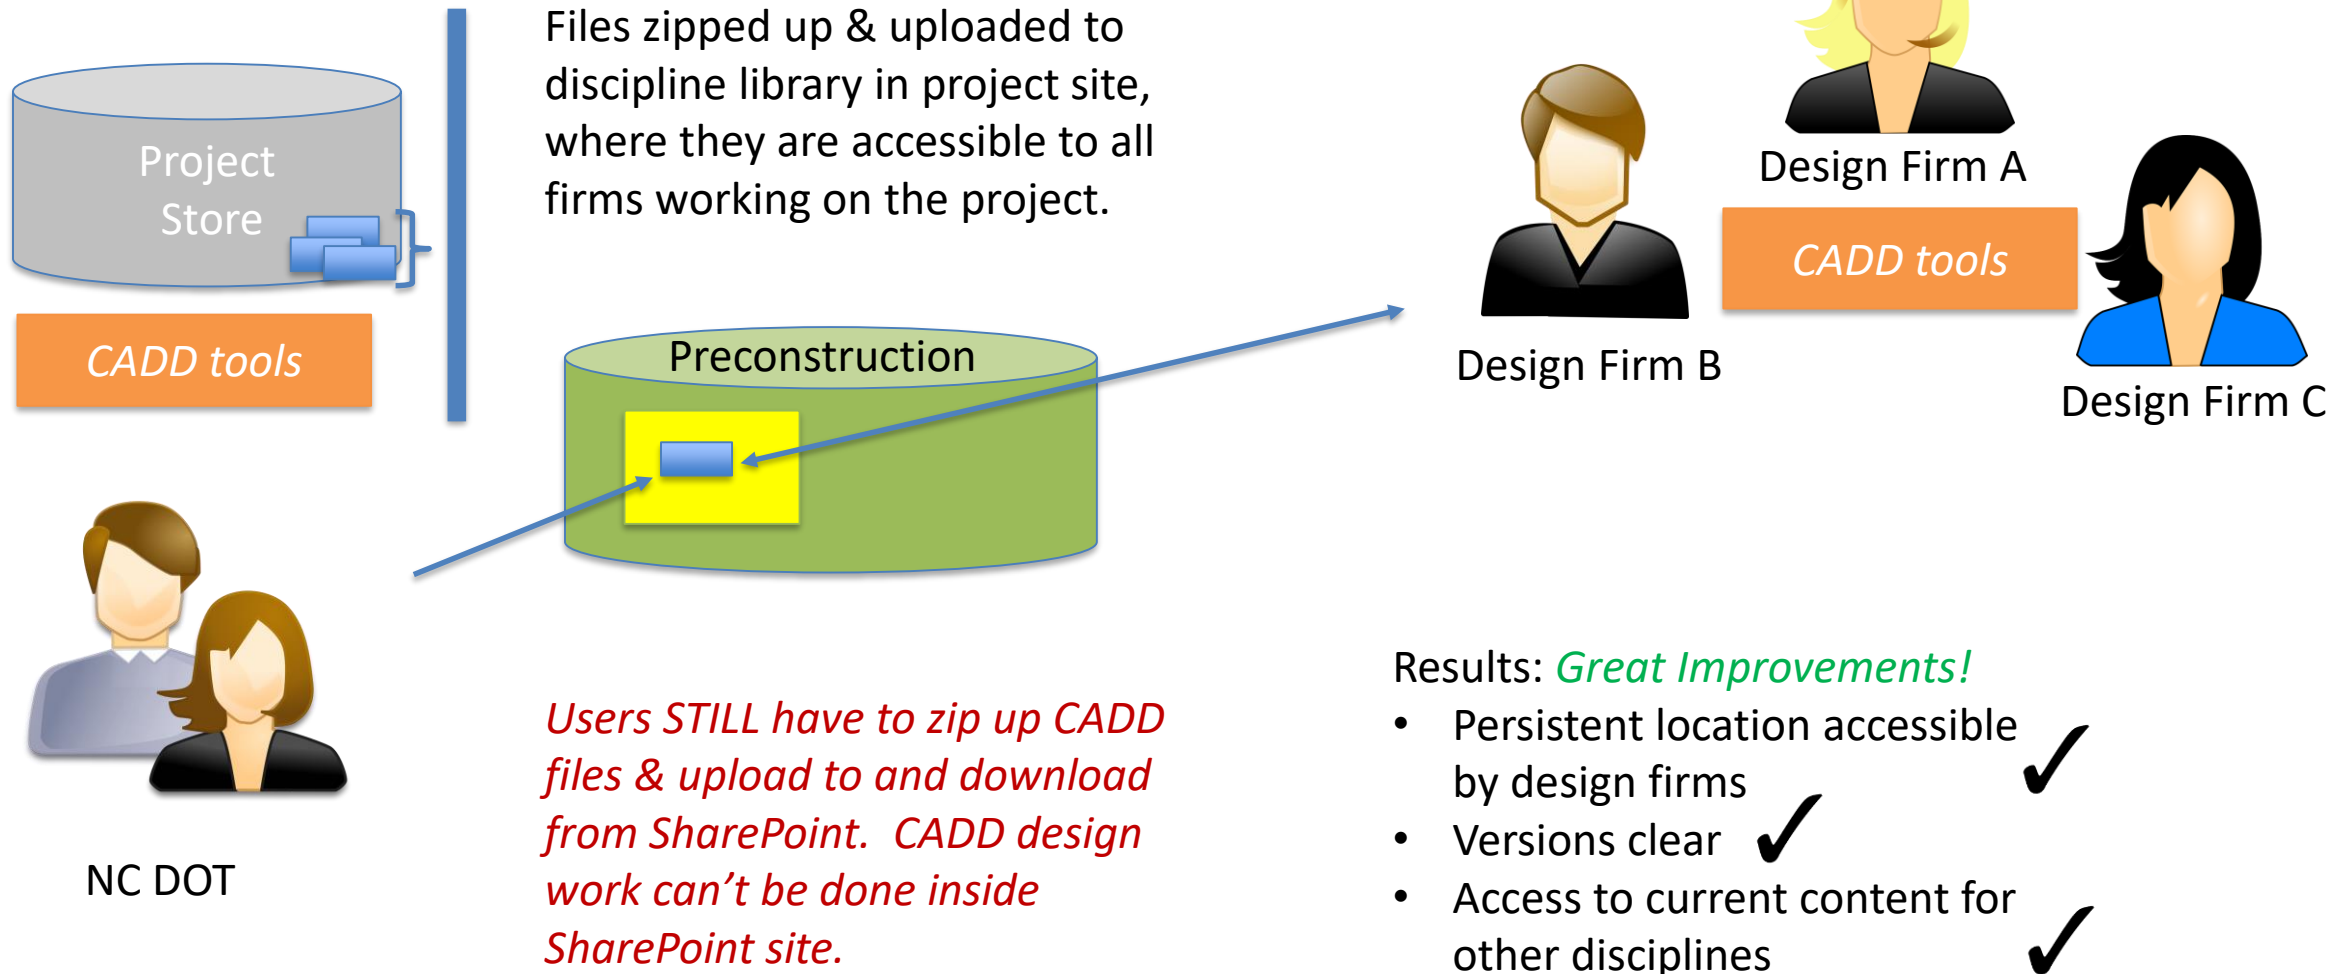 Files zipped up & uploaded to
discipline library in project site,
where they are accessible to all
firms working on the project.
Project
Store
CADD tools
Design Firm A
CADD tools
Design Firm B
Design Firm C
Preconstruction
NC DOT
Users STILL have to zip up CADD
files & upload to and download
from SharePoint.  CADD design
work can’t be done inside
SharePoint site.
Results: Great Improvements!
• Persistent location accessible
by design firms
• Versions clear
• Access to current content for
other disciplines